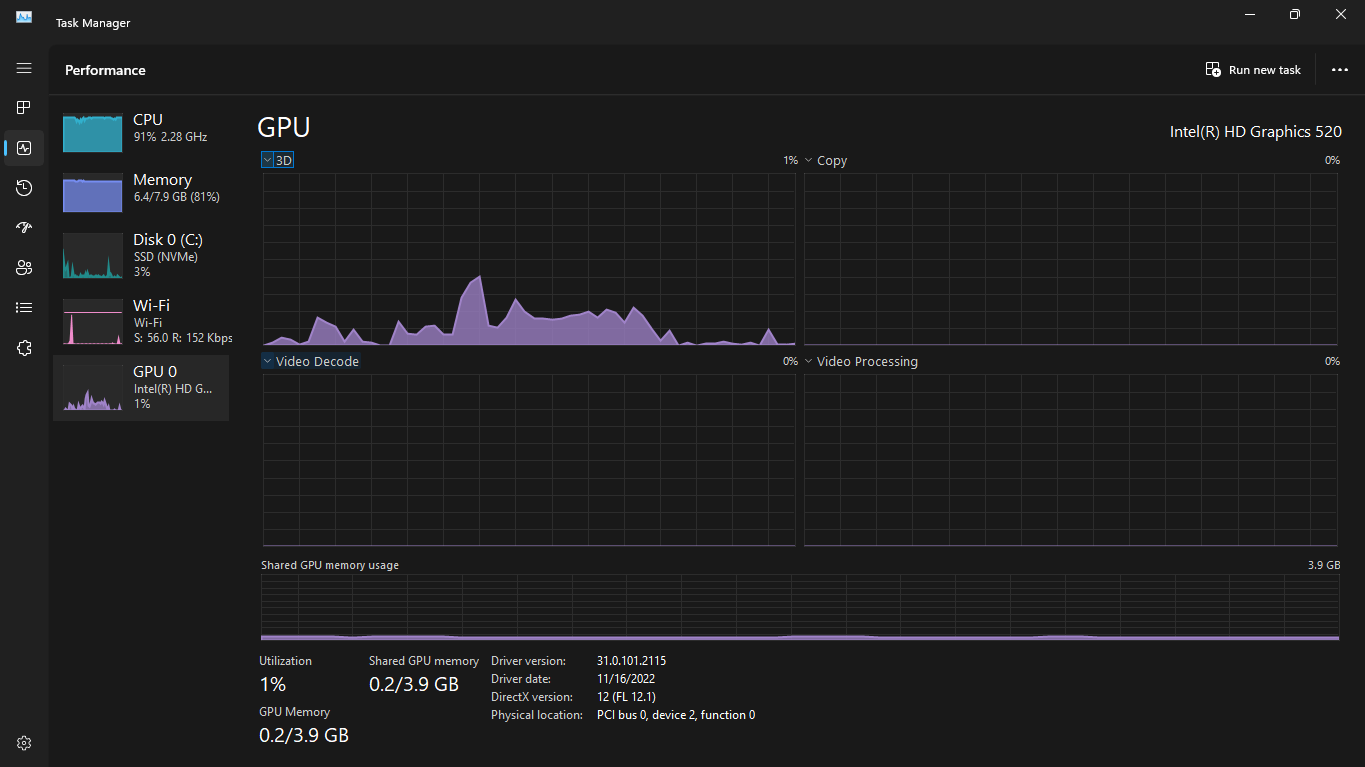 Task Manager
Performance
Run new task
CPU
91% 2.28 GHz
Memory
6.4/7.9 GB (81%)
Disk 0 (C:)
SSD (NVMe)
3%
Wi-Fi
Wi-Fi
S: 56.0 R: 152 Kbps
GPU 0
Intel(R) HD G...
1%
GPU
Intel(R) HD Graphics 520
3D 1%
Copy 0%
Video Decode 0%
Video Processing 0%
Shared GPU memory usage 3.9 GB
Utilization
1%
Shared GPU memory
0.2/3.9 GB
GPU Memory
0.2/3.9 GB
Driver version: 31.0.101.2115
Driver date: 11/16/2022
DirectX version: 12 (FL 12.1)
Physical location: PCI bus 0, device 2, function 0